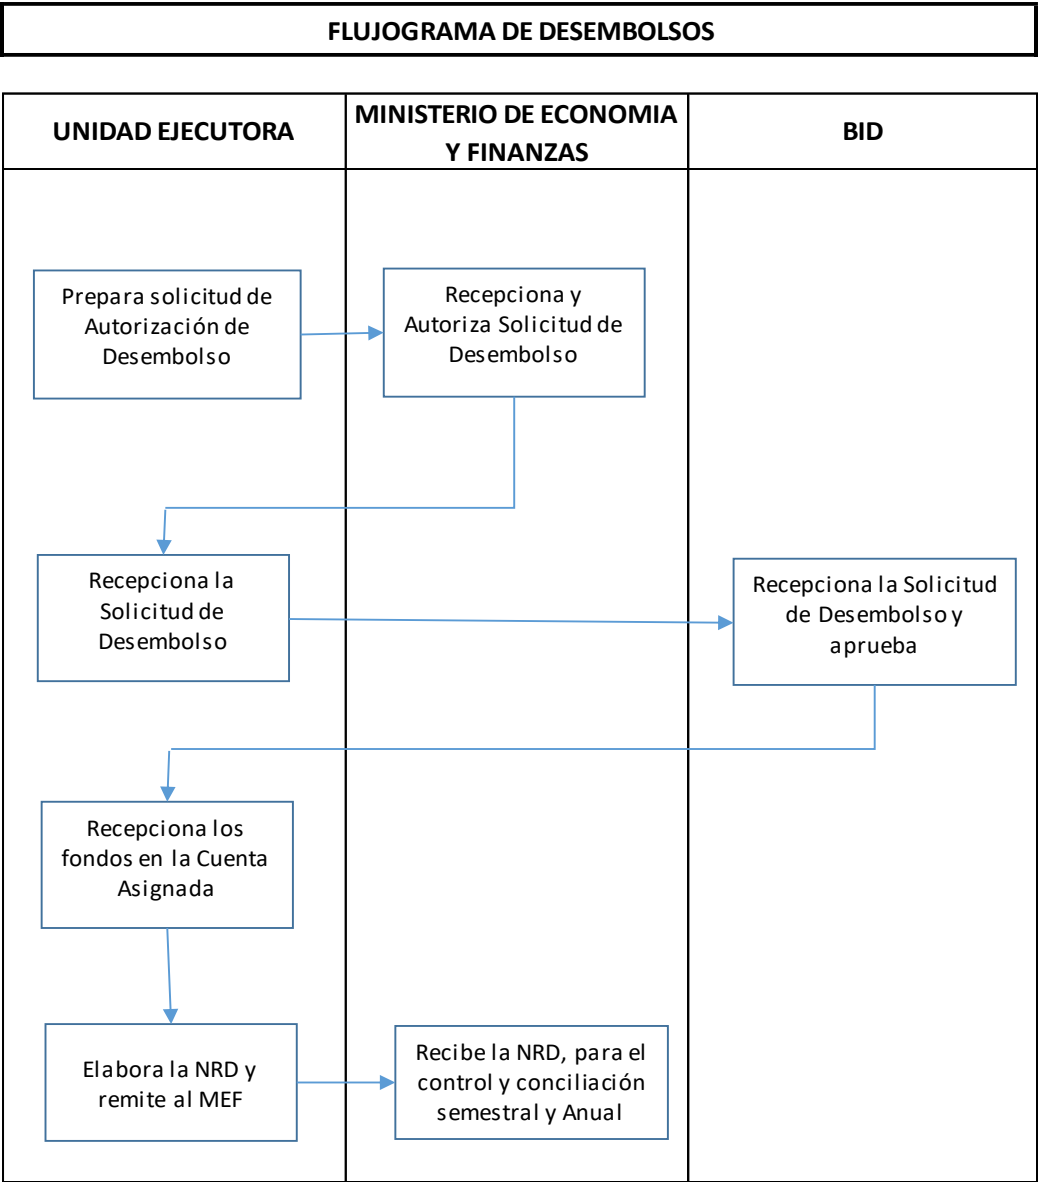 FLUJOGRAMA DE DESEMBOLSOS
UNIDAD EJECUTORA
MINISTERIO DE ECONOMIA
Y FINANZAS
BID
Prepara solicitud de
Autorización de
Desembolso
Recepciona y
Autoriza Solicitud de
Desembolso
Recepciona la
Solicitud de
Desembolso
Recepciona la Solicitud
de Desembolso y
aprueba
Recepciona los
fondos en la Cuenta
Asignada
Elabora la NRD y
remite al MEF
Recibe la NRD, para el
control y conciliación
semestral y Anual